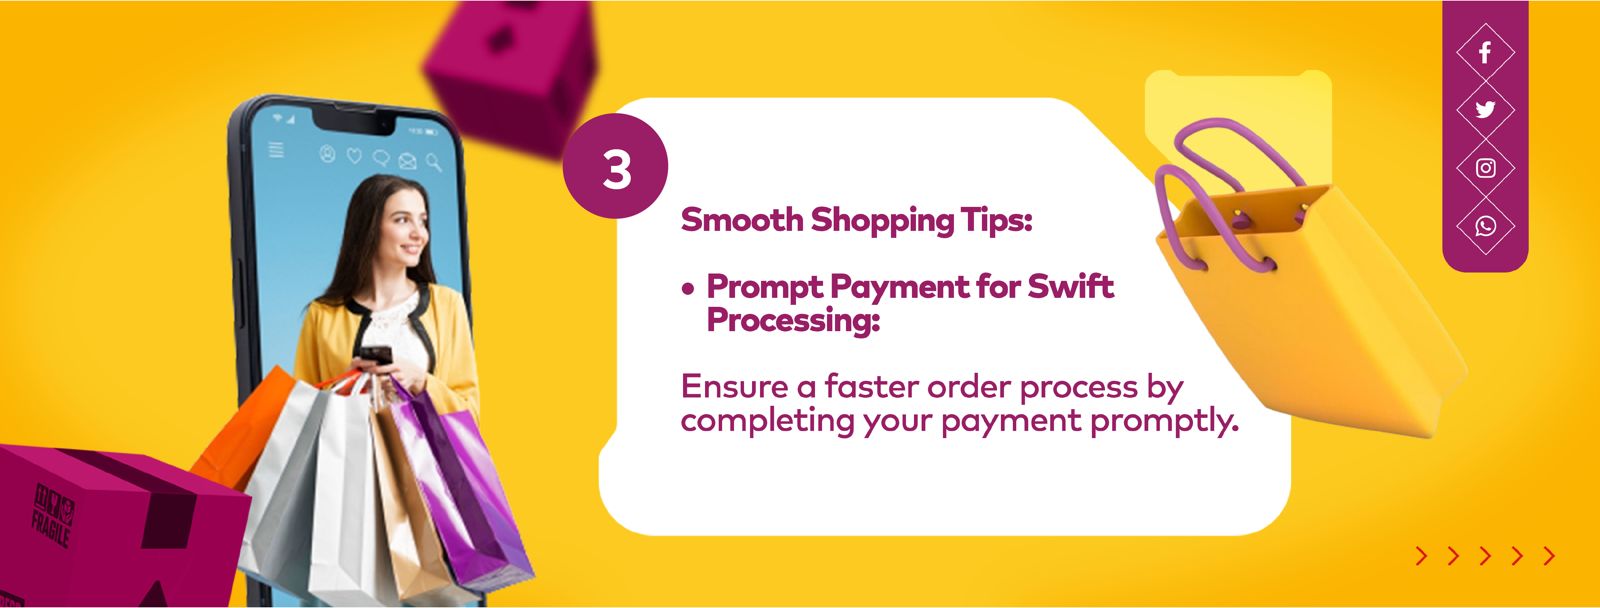 3
Smooth Shopping Tips:
• Prompt Payment for Swift
Processing:
Ensure a faster order process by
completing your payment promptly.
FRAGILE